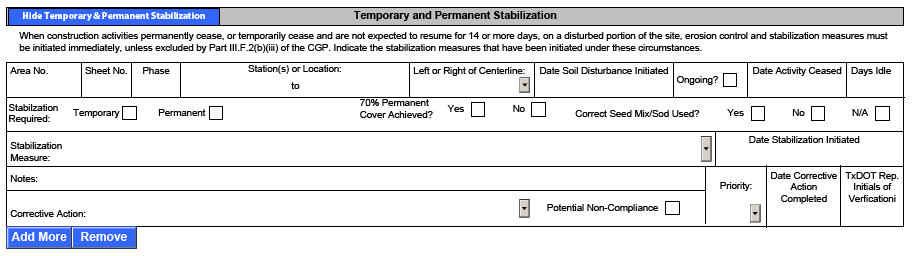 Hide Temporary & Permanent Stabilization
Temporary and Permanent Stabilization
When construction activities permanently cease, or temporarily cease and are not expected to resume for 14 or more days, on a disturbed portion of the site, erosion control and stabilization measures must
be initiated immediately, unless excluded by Part III.F.2(b)(iii) of the CGP. Indicate the stabilization measures that have been initiated under these circumstances.
Area No. Sheet No. Phase Station(s) or Location: Left or Right of Centerline: Date Soil Disturbance Initiated Ongoing? Date Activity Ceased Days Idle
to
Stabilzation
Required: Temporary Permanent
70% Permanent
Cover Achieved? Yes No
Correct Seed Mix/Sod Used? Yes No N/A
Stabilization
Measure:
Date Stabilization Initiated
Notes:
Priority:
Date Corrective
Action
Completed
TxDOT Rep.
Initials of
Verficationi
Corrective Action: Potential Non-Compliance
Add More Remove